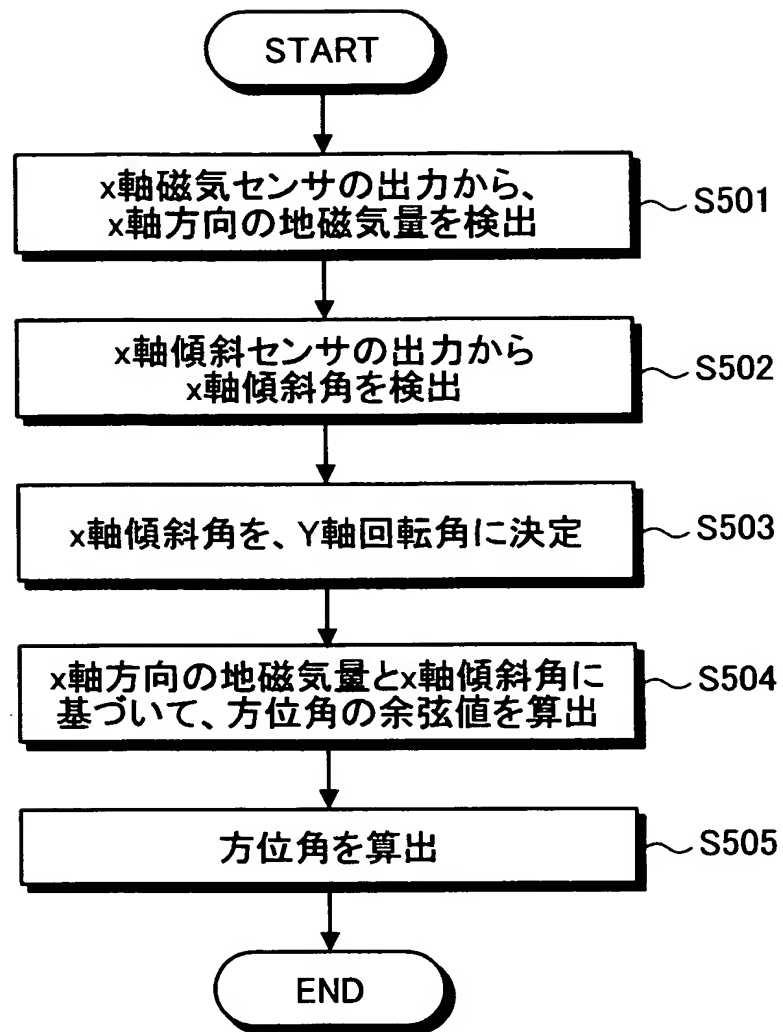 START
x軸磁気センサの出力から、
x軸方向の地磁気量を検出
S501
x軸傾斜センサの出力から
x軸傾斜角を検出
S502
x軸傾斜角を、Y軸回転角に決定
S503
x軸方向の地磁気量とx軸傾斜角に
基づいて、方位角の余弦値を算出
S504
方位角を算出
S505
END